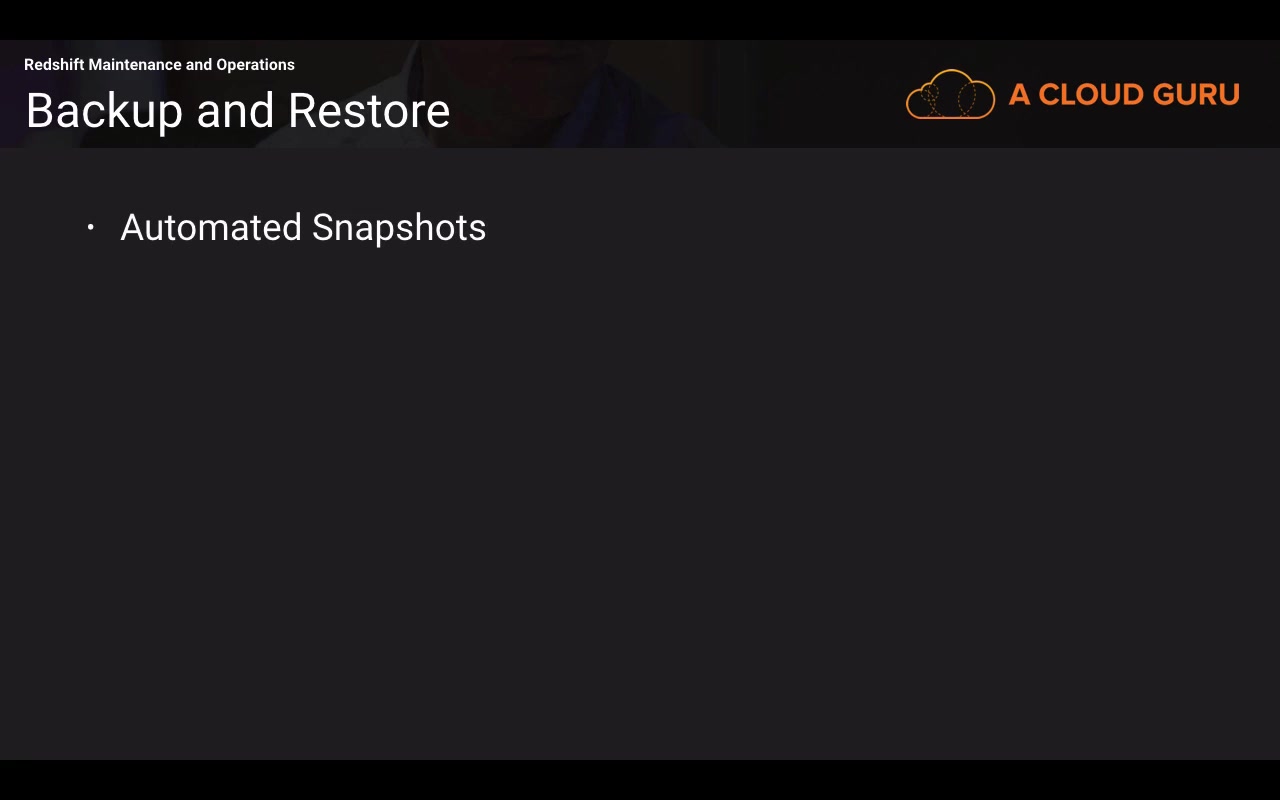 Redshift Maintenance and Operations
Backup and Restore
A CLOUD GURU
• Automated Snapshots